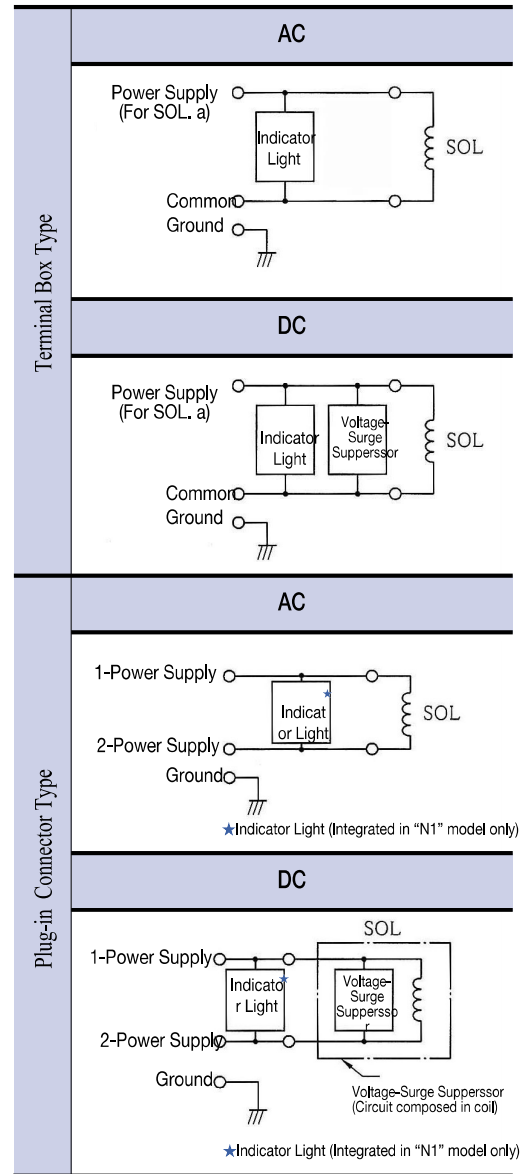 Terminal Box Type
AC
Power Supply
(For SOL. a)
Indicator
Light
SOL
Common
Ground
DC
Power Supply
(For SOL. a)
Indicator
Light
Voltage-
Surge
Supperssor
SOL
Common
Ground
Plug-in Connector Type
AC
1-Power Supply
Indicat
or Light
★
SOL
2-Power Supply
Ground
★Indicator Light (Integrated in “N1” model only)
DC
SOL
1-Power Supply
Indicato
r Light
★
Voltage-
Surge
Supperssso
r
2-Power Supply
Ground
Voltage-Surge Supperssor
(Circuit composed in coil)
★Indicator Light (Integrated in “N1” model only)